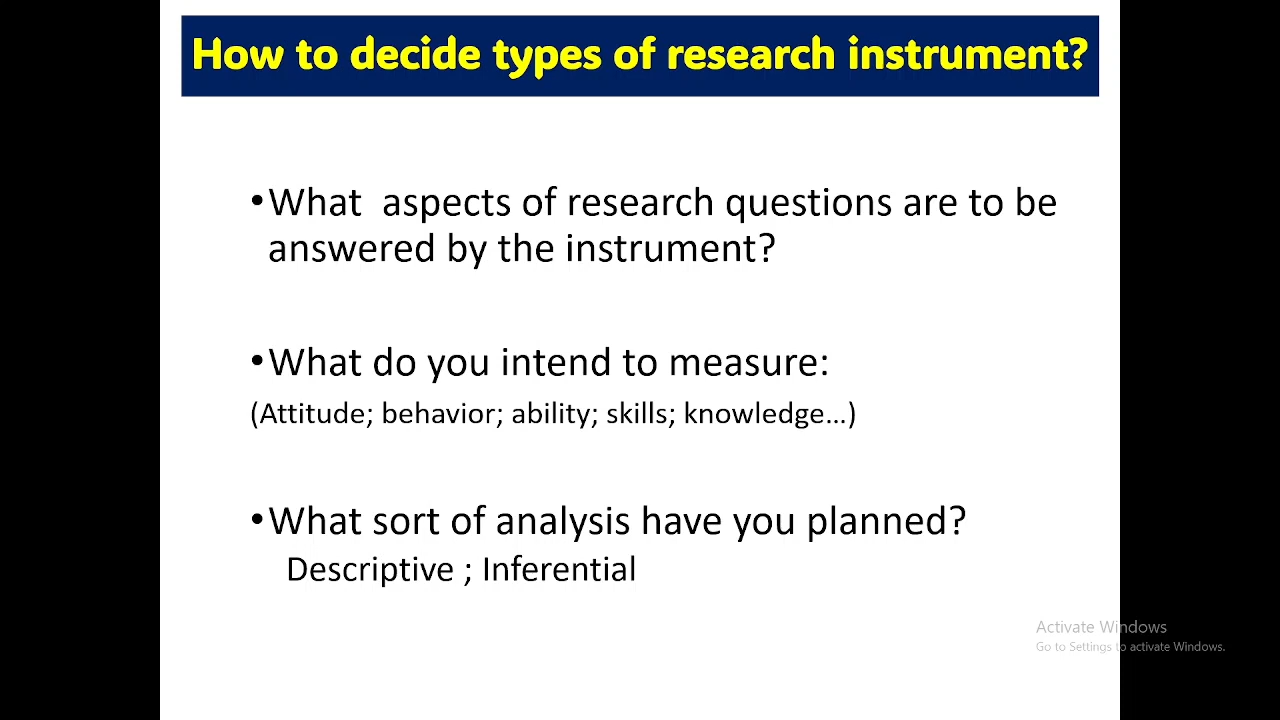 How to decide types of research instrument?
•What  aspects of research questions are to be
answered by the instrument?
•What do you intend to measure:
(Attitude; behavior; ability; skills; knowledge...)
•What sort of analysis have you planned?
Descriptive ; Inferential
Activate Windows
Go to Settings to activate Windows.